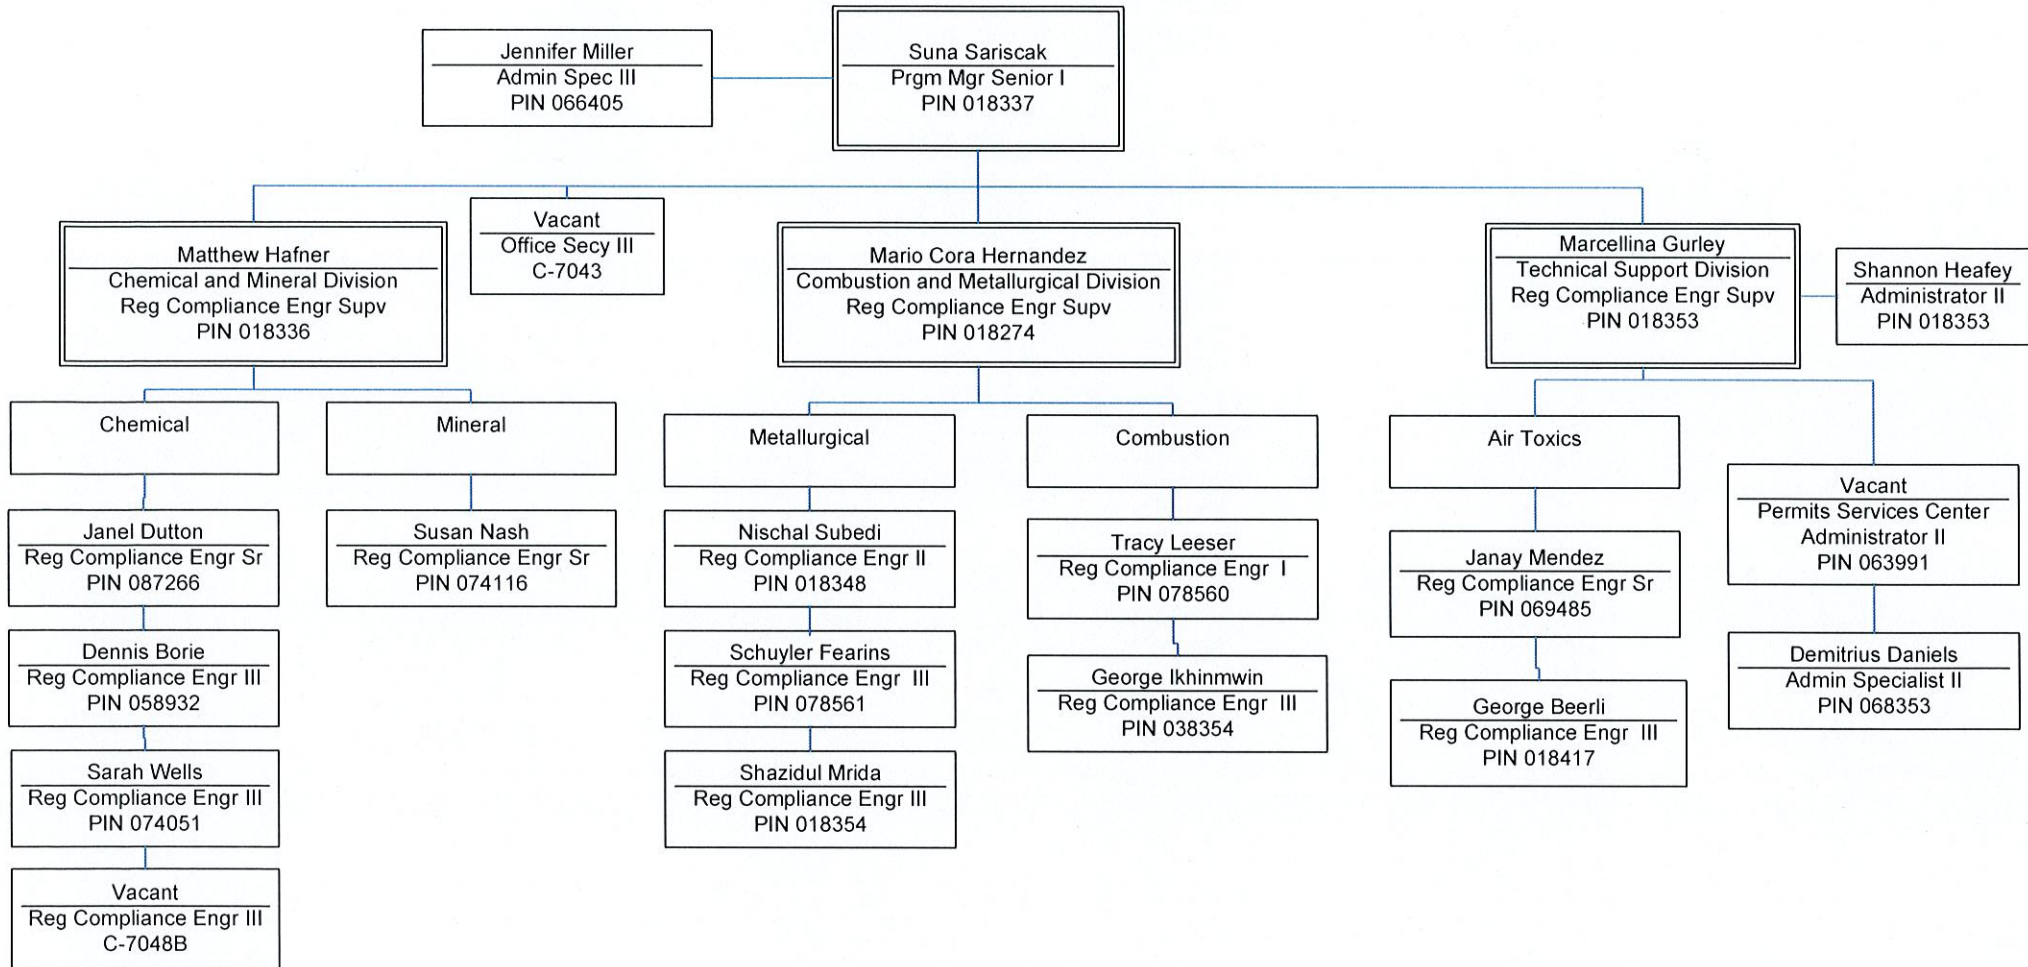 Jennifer Miller
Admin Spec III
PIN 066405
Suna Sariscak
Prgm Mgr Senior I
PIN 018337
Matthew Hafner
Chemical and Mineral Division
Reg Compliance Engr Supv
PIN 018336
Vacant
Office Secy III
C-7043
Mario Cora Hernandez
Combustion and Metallurgical Division
Reg Compliance Engr Supv
PIN 018274
Marcellina Gurley
Technical Support Division
Reg Compliance Engr Supv
PIN 018353
Shannon Heafey
Administrator II
PIN 018353
Chemical
Janel Dutton
Reg Compliance Engr Sr
PIN 087266
Dennis Borie
Reg Compliance Engr III
PIN 058932
Sarah Wells
Reg Compliance Engr III
PIN 074051
Vacant
Reg Compliance Engr III
C-7048B
Mineral
Susan Nash
Reg Compliance Engr Sr
PIN 074116
Metallurgical
Nischal Subedi
Reg Compliance Engr II
PIN 018348
Schuyler Fearins
Reg Compliance Engr III
PIN 078561
Shazidul Mrida
Reg Compliance Engr III
PIN 018354
Combustion
Tracy Leeser
Reg Compliance Engr I
PIN 078560
George Ikhinmwin
Reg Compliance Engr III
PIN 038354
Air Toxics
Janay Mendez
Reg Compliance Engr Sr
PIN 069485
George Beerli
Reg Compliance Engr III
PIN 018417
Vacant
Permits Services Center
Administrator II
PIN 063991
Demitrius Daniels
Admin Specialist II
PIN 068353